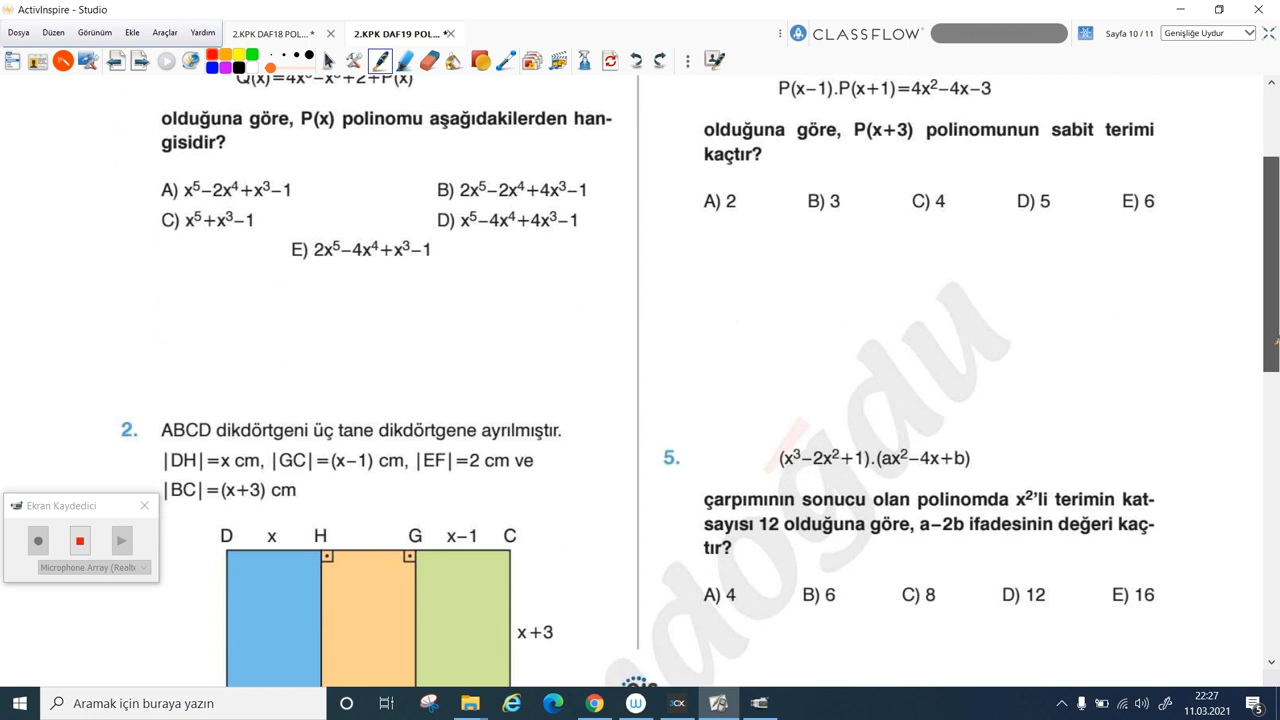 ActivInspire - Studio
Dosya Düzen Görünüm Ekle Araçlar Yardım
2.KPK DAF18 POL... *
2.KPK DAF19 POL... *
CLASSFLOW
Sayfa 10 / 11
Genişliğe Uydur
olduğuna göre, P(x) polinomu aşağıdakilerden han-
gisidir?
A) x⁵−2x⁴+x³−1
B) 2x⁵−2x⁴+4x³−1
C) x⁵+x³−1
D) x⁵−4x⁴+4x³−1
E) 2x⁵−4x⁴+x³−1
2. ABCD dikdörtgeni üç tane dikdörtgene ayrılmıştır.
|DH|=x cm, |GC|=(x−1) cm, |EF|=2 cm ve
|BC|=(x+3) cm
D x H G x−1 C
x+3
P(x−1).P(x+1)=4x²−4x−3
olduğuna göre, P(x+3) polinomunun sabit terimi
kaçtır?
A) 2 B) 3 C) 4 D) 5 E) 6
5. (x³−2x²+1).(ax²−4x+b)
çarpımının sonucu olan polinomda x²'li terimin kat-
sayısı 12 olduğuna göre, a−2b ifadesinin değeri kaç-
tır?
A) 4 B) 6 C) 8 D) 12 E) 16
Ekran Kaydedici
Microphone Array (Realt
Aramak için buraya yazın
3CX
22:27
11.03.2021
5